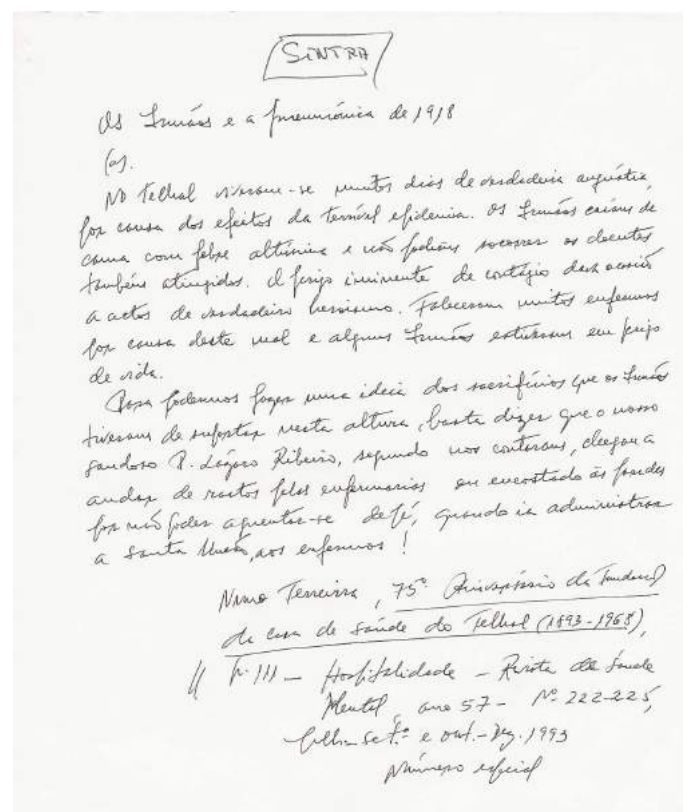 SINTRA
Os Irmãos e a pneumónica de 1918
(a).
No Telhal viveram-se muitos dias de verdadeira angústia,
por causa dos efeitos da terrível epidemia. Os Irmãos caíam de
cama com febre altíssima e não podiam socorrer os doentes
também atingidos. O perigo iminente de contágio dava ocasião
a actos de verdadeiro heroismo. Faleceram muitos enfermos
por causa deste mal e alguns Irmãos estiveram em perigo
de vida.
Para podermos fazer uma ideia dos sacrifícios que os Irmãos
tiveram de suportar nesta altura, basta dizer que o nosso
saudoso P. Lázaro Ribeiro, segundo nos contaram, chegou a
andar de rastos pelas enfermarias ou encostado às paredes
por não poder aguentar-se de pé, quando ia administrar
a Santa Unção, aos enfermos!
Nuno Ferreira, 75º Aniversário da Fundação
da casa de Saúde do Telhal (1893-1968),
p. 111 - Hospitalidade - Revista de Saúde
Mental, ano 57 - Nº 222-225,
Julho-Set.º e out.-Dez. 1993
Número especial